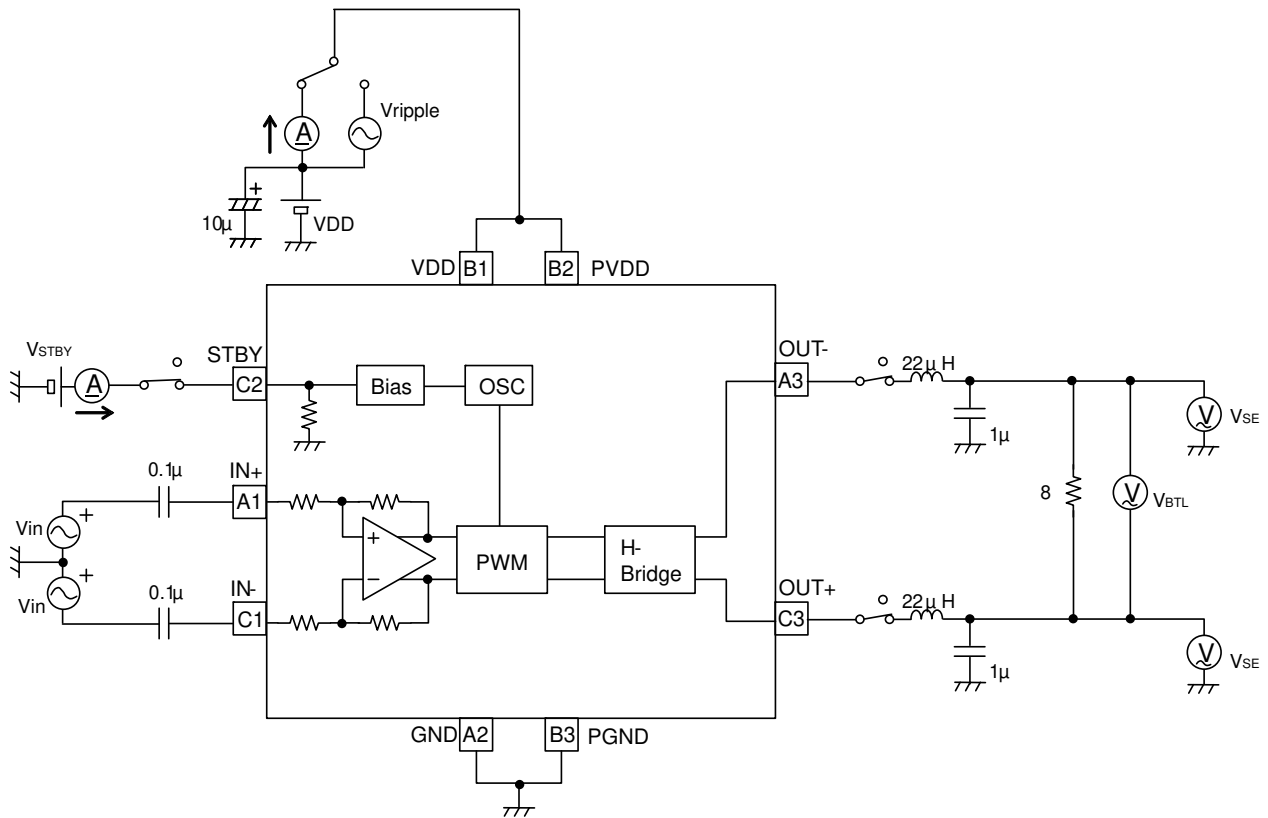 Vripple
A
+
10μ
VDD
VDD B1 B2 PVDD
VSTBY
A
STBY
C2
Bias
OSC
OUT-
A3
22μH
1μ
V VSE
0.1μ
IN+
A1
Vin +
+
Vin
0.1μ
IN-
C1
+
−
PWM
H-
Bridge
8
V VBTL
OUT+
C3
22μH
1μ
V VSE
GND A2 B3 PGND